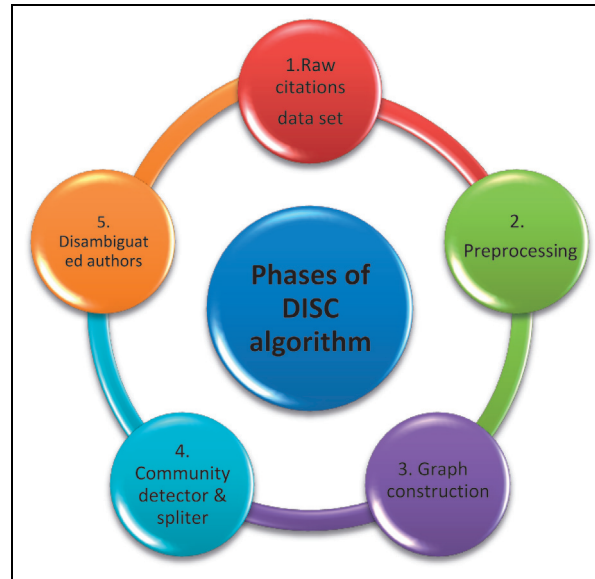 1.Raw
citations
data set
2.
Preprocessing
3. Graph
construction
4.
Community
detector &
spliter
5.
Disambiguat
ed authors
Phases of
DISC
algorithm